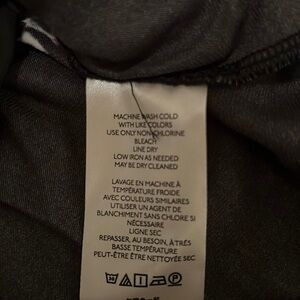 MACHINE WASH COLD
WITH LIKE COLORS
USE ONLY NON-CHLORINE
BLEACH
LINE DRY
LOW IRON AS NEEDED
MAY BE DRY CLEANED
LAVAGE EN MACHINE À
TEMPÉRATURE FROIDE
AVEC COULEURS SIMILAIRES
UTILISER UN AGENT DE
BLANCHIMENT SANS CHLORE SI
NÉCESSAIRE
LIGNE SEC
REPASSER, AU BESOIN, À TRÈS
BASSE TEMPERATURE
PEUT-ÊTRE ÊTRE NETTOYÉ SEC